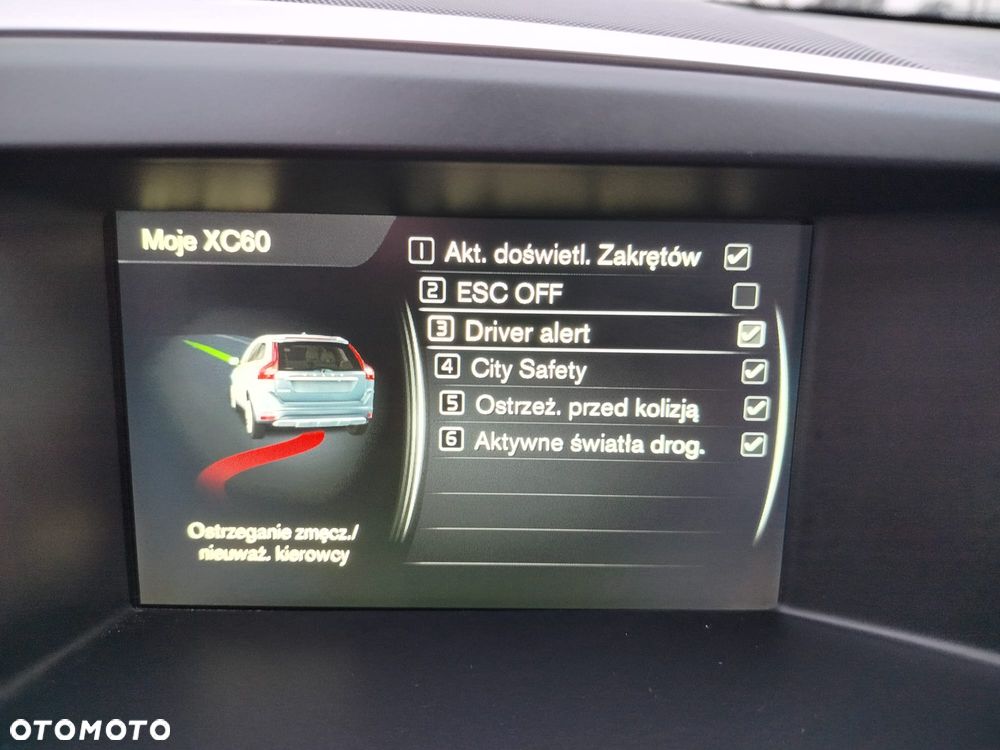 Moje XC60
1 Akt. doświetl. Zakrętów
2 ESC OFF
3 Driver alert
4 City Safety
5 Ostrzeż. przed kolizją
6 Aktywne światła drog.
Ostrzeganie zmęcz./
nieuważ. kierowcy
OTOMOTO